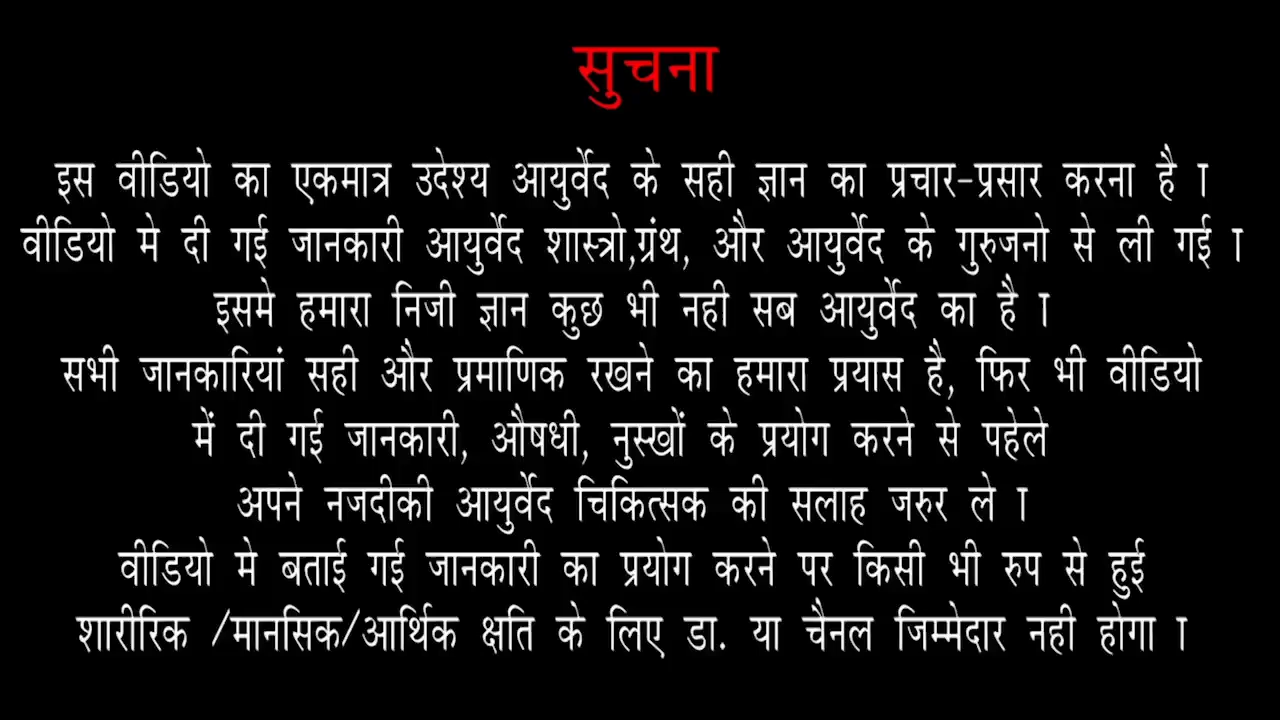 सुचना
इस वीडियो का एकमात्र उदेश्य आयुर्वेद के सही ज्ञान का प्रचार-प्रसार करना है ।
वीडियो मे दी गई जानकारी आयुर्वेद शास्त्रो,ग्रंथ, और आयुर्वेद के गुरुजनो से ली गई ।
इसमे हमारा निजी ज्ञान कुछ भी नही सब आयुर्वेद का है ।
सभी जानकारियां सही और प्रमाणिक रखने का हमारा प्रयास है, फिर भी वीडियो
में दी गई जानकारी, औषधी, नुस्खों के प्रयोग करने से पहेले
अपने नजदीकी आयुर्वेद चिकित्सक की सलाह जरुर ले ।
वीडियो मे बताई गई जानकारी का प्रयोग करने पर किसी भी रुप से हुई
शारीरिक /मानसिक/आर्थिक क्षति के लिए डा. या चैनल जिम्मेदार नही होगा ।